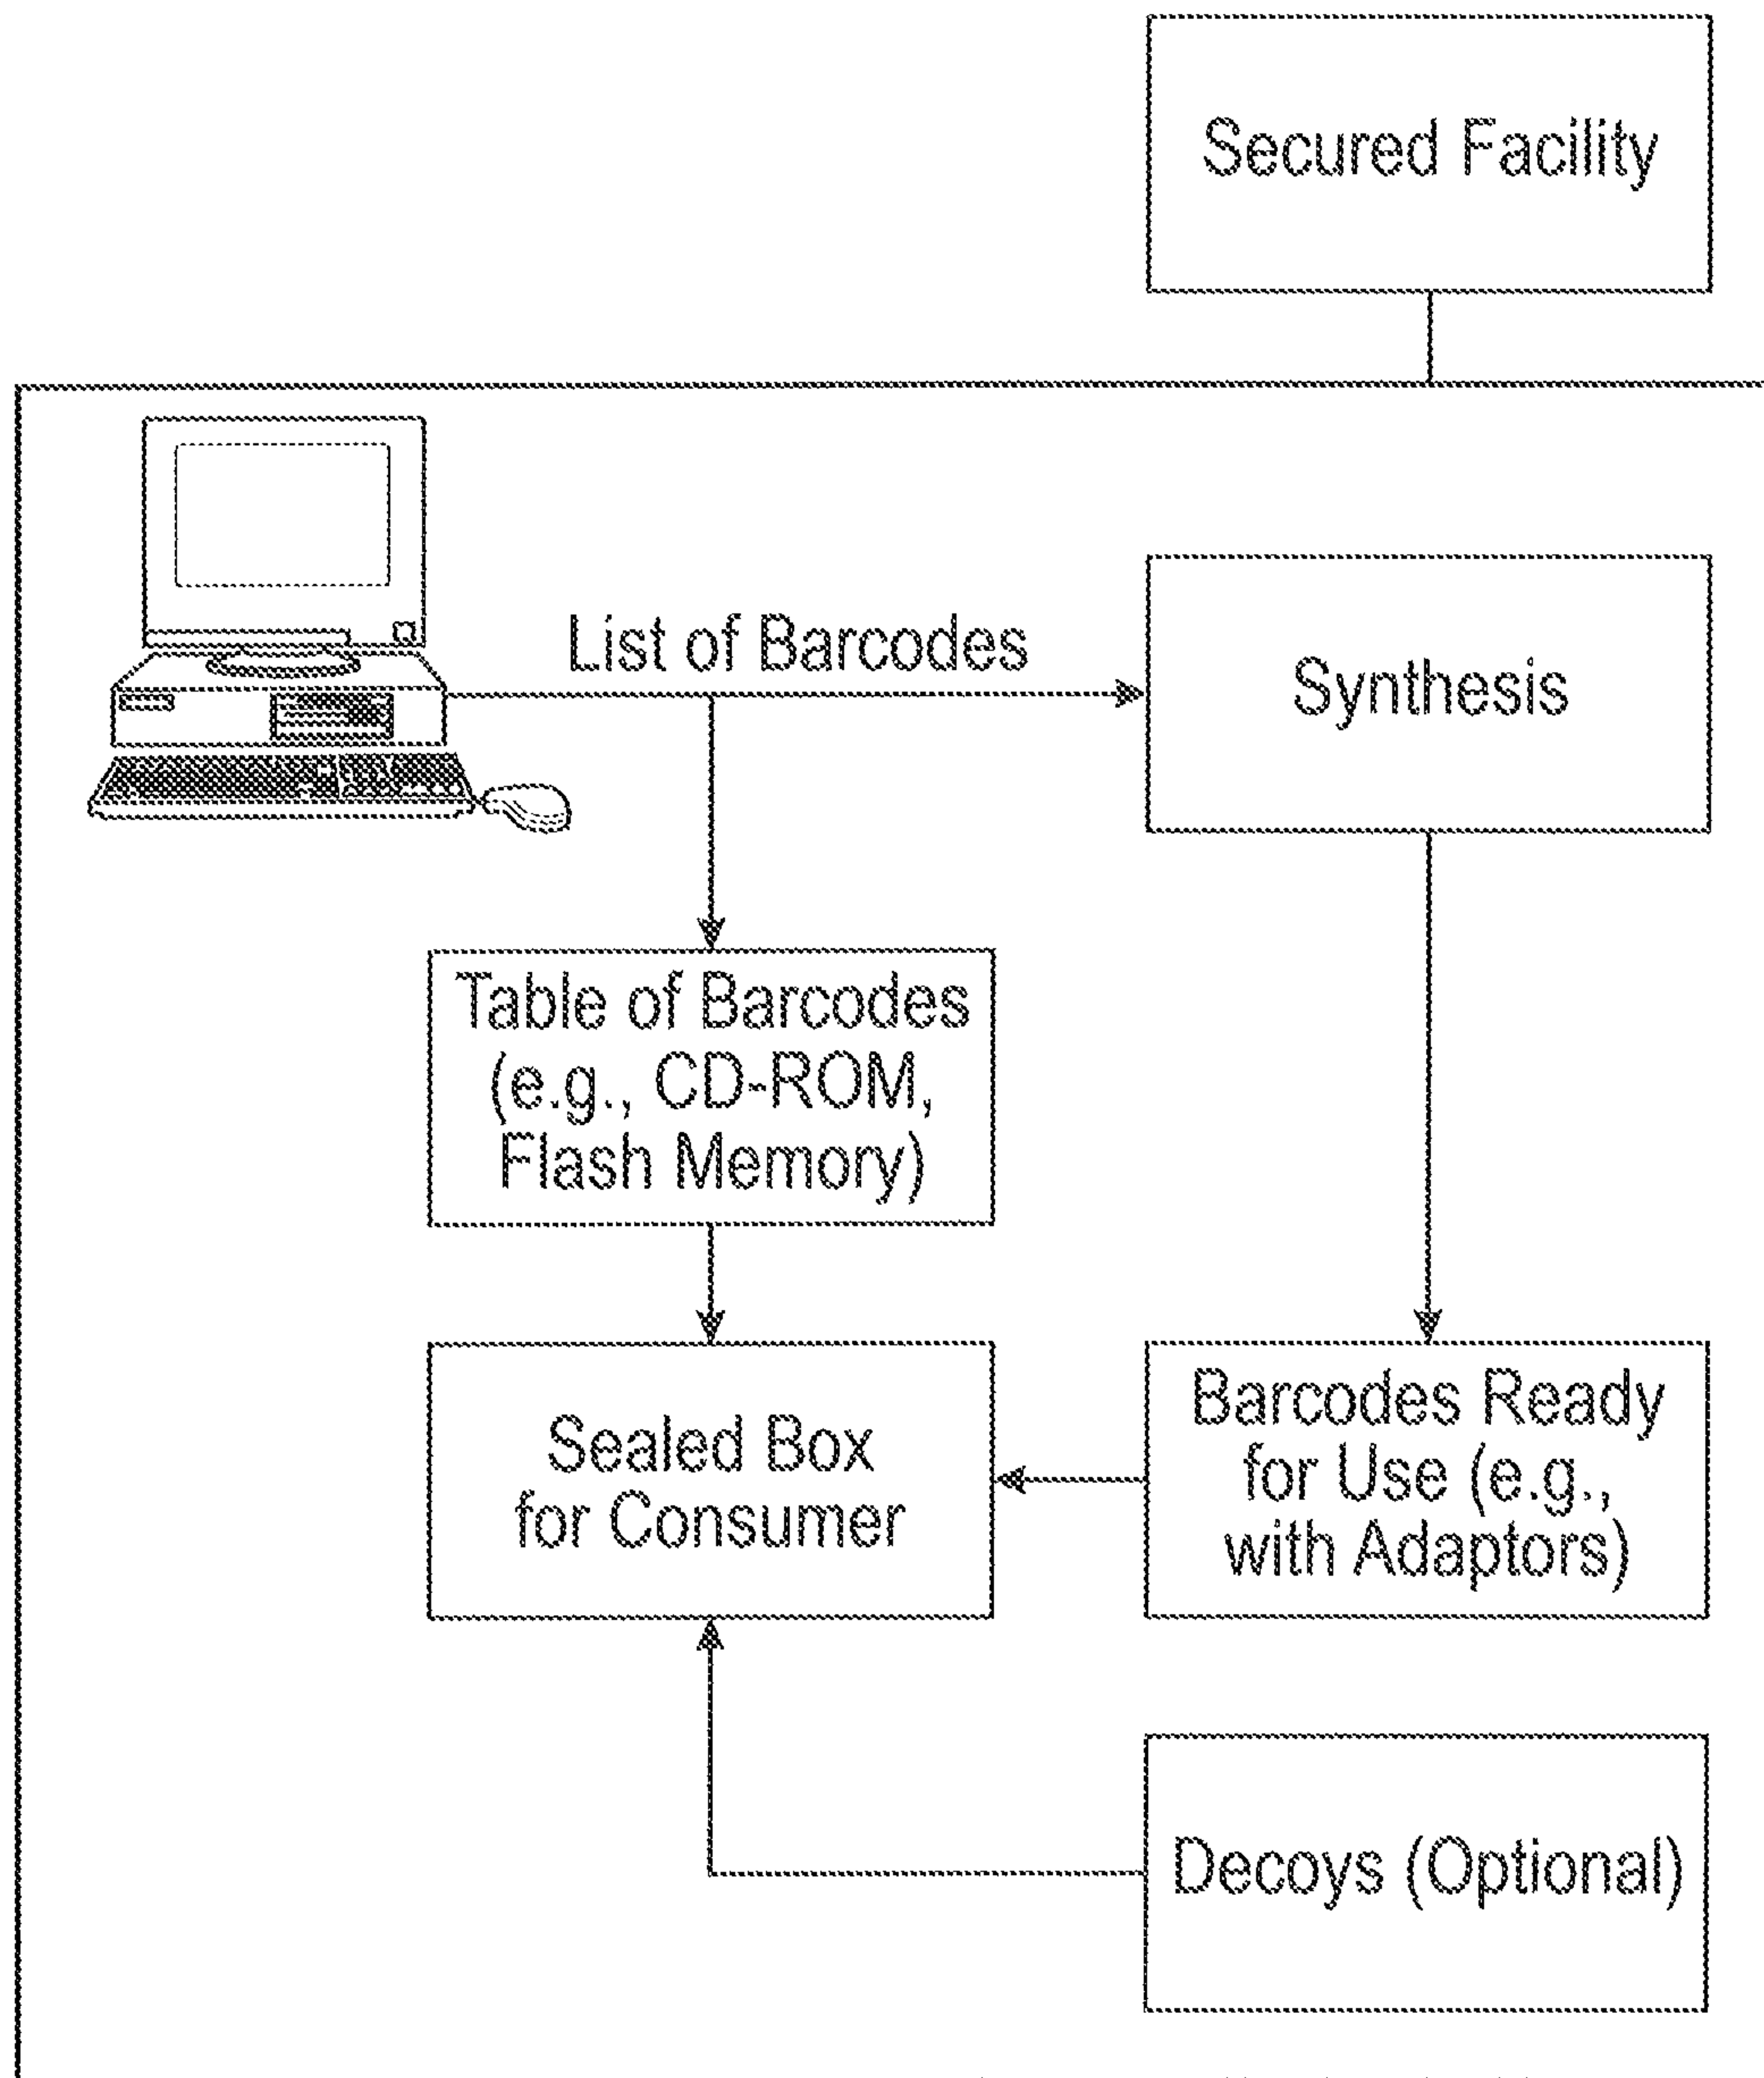 Secured Facility
List of Barcodes
Synthesis
Table of Barcodes
(e.g., CD-ROM,
Flash Memory)
Sealed Box
for Consumer
Barcodes Ready
for Use (e.g.,
with Adaptors)
Decoys (Optional)